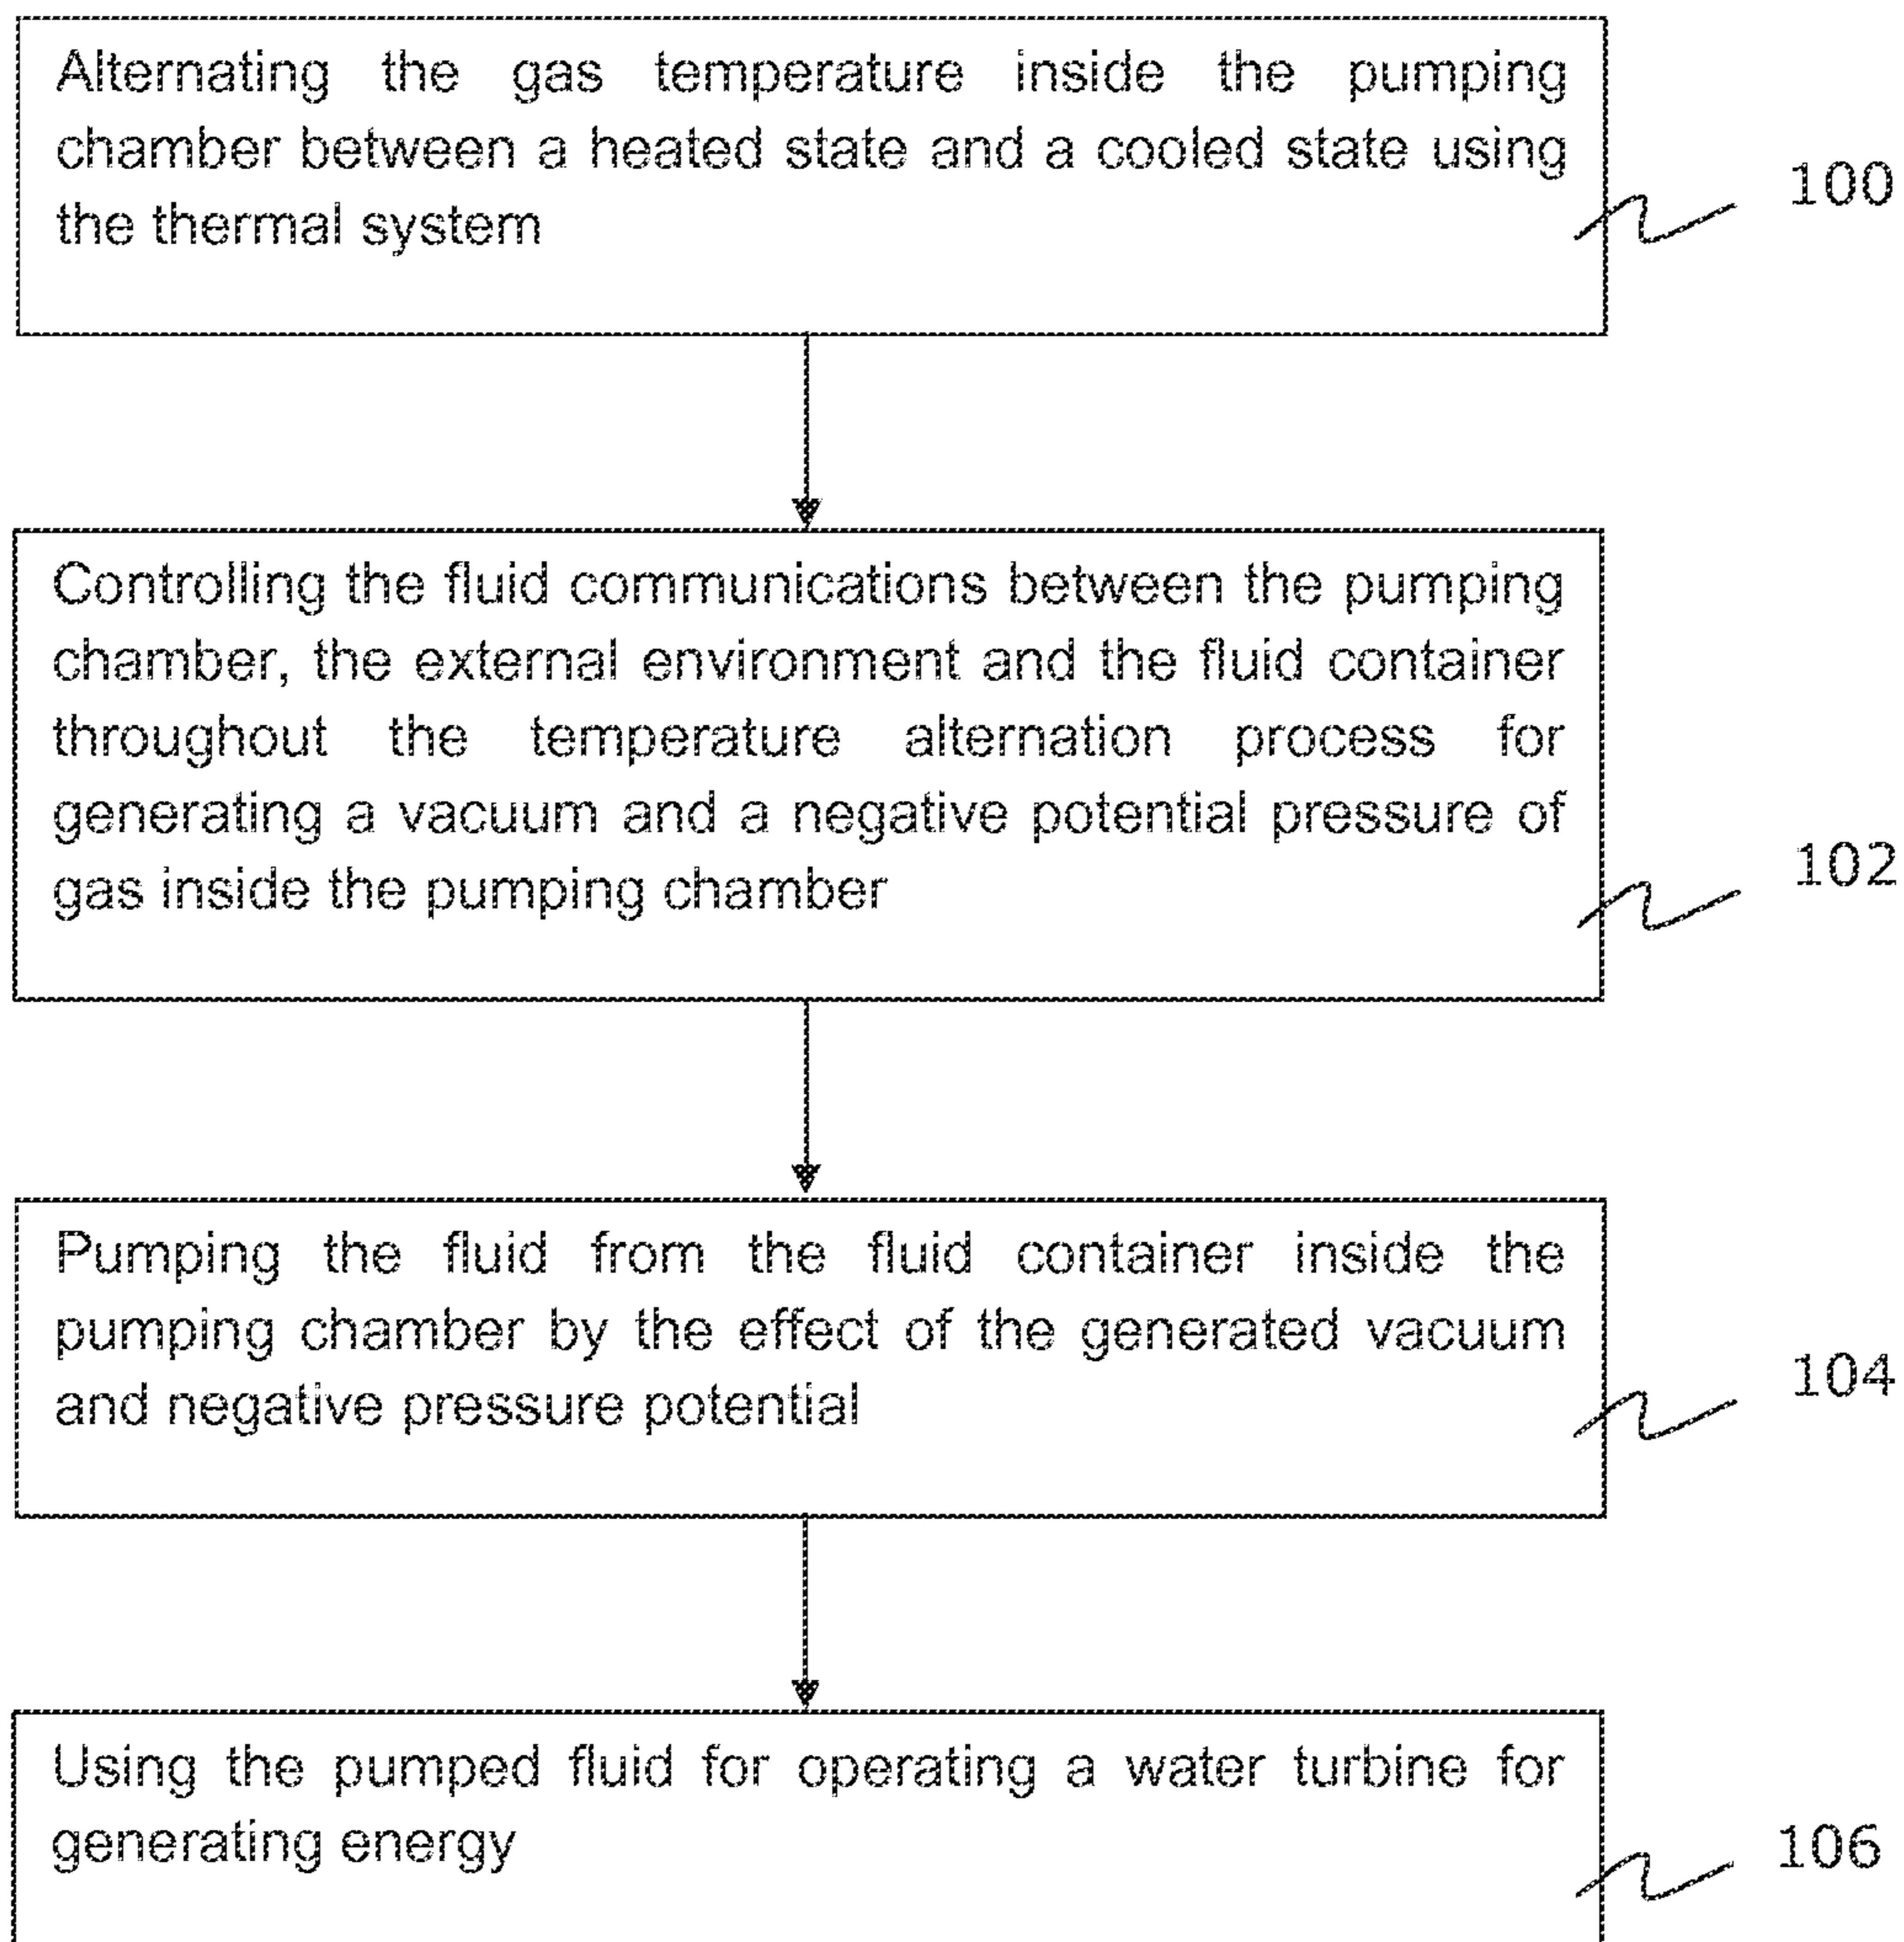 Alternating the gas temperature inside the pumping
chamber between a heated state and a cooled state using
the thermal system
100
Controlling the fluid communications between the pumping
chamber, the external environment and the fluid container
throughout the temperature alternation process for
generating a vacuum and a negative potential pressure of
gas inside the pumping chamber
102
Pumping the fluid from the fluid container inside the
pumping chamber by the effect of the generated vacuum
and negative pressure potential
104
Using the pumped fluid for operating a water turbine for
generating energy
106